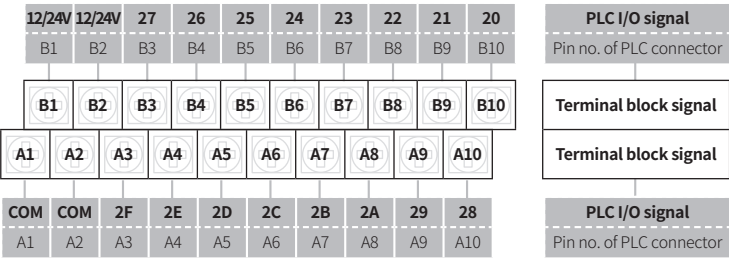 12/24V 12/24V 27 26 25 24 23 22 21 20 PLC I/O signal
B1 B2 B3 B4 B5 B6 B7 B8 B9 B10 Pin no. of PLC connector
B1 B2 B3 B4 B5 B6 B7 B8 B9 B10 Terminal block signal
A1 A2 A3 A4 A5 A6 A7 A8 A9 A10 Terminal block signal
COM COM 2F 2E 2D 2C 2B 2A 29 28 PLC I/O signal
A1 A2 A3 A4 A5 A6 A7 A8 A9 A10 Pin no. of PLC connector